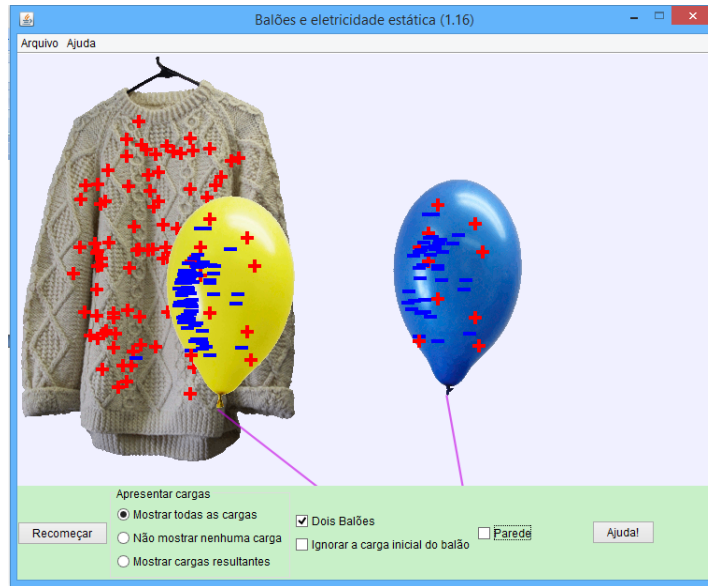 Balões e eletricidade estática (1.16)
Arquivo Ajuda
Apresentar cargas
Recomeçar
Mostrar todas as cargas
Não mostrar nenhuma carga
Mostrar cargas resultantes
Dois Balões
Ignorar a carga inicial do balão
Parede
Ajuda!